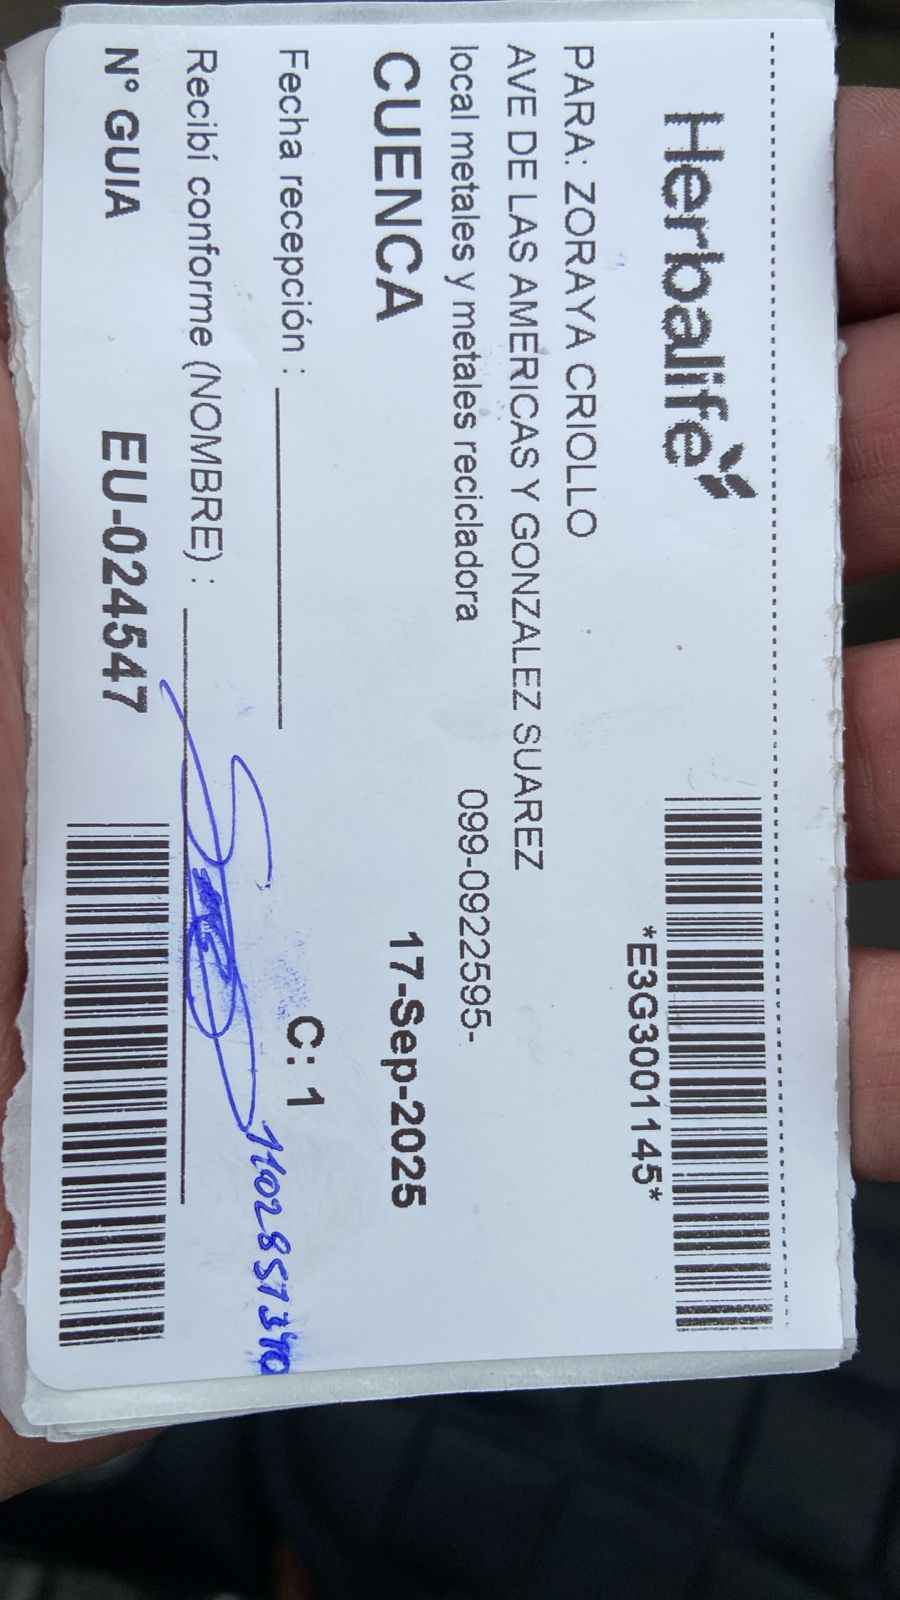 Herbalife
*E3G3001145*
PARA: ZORAYA CRIOLLO
AVE DE LAS AMERICAS Y GONZALEZ SUAREZ
local metales y metales recicladora 099-0922595-
CUENCA 17-Sep-2025
Fecha recepción : C: 1
Recibí conforme (NOMBRE) :
N° GUIA EU-024547